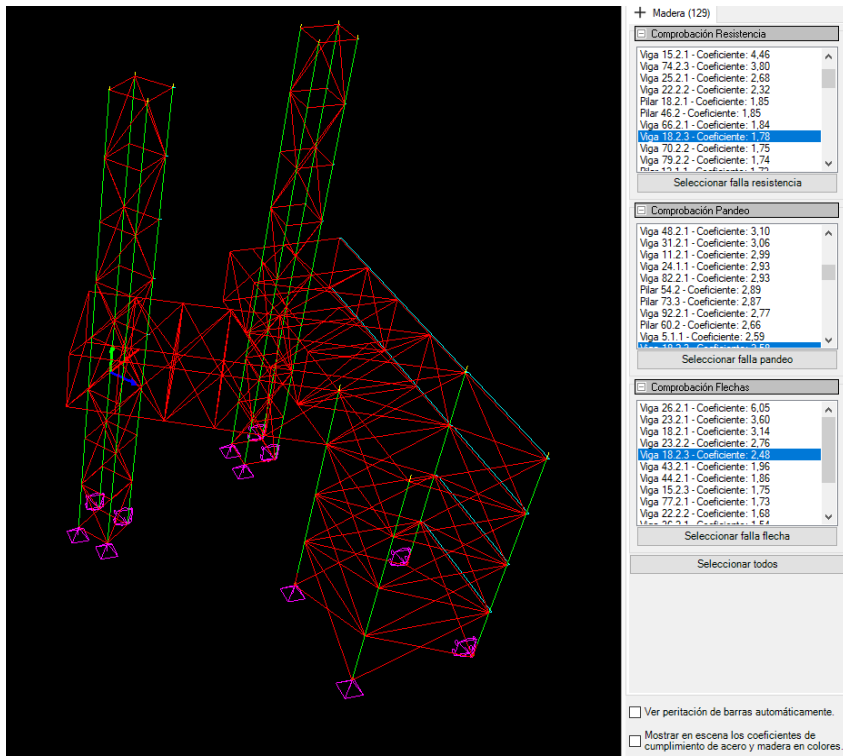 + Madera (129)
Comprobación Resistencia
Viga 15.2.1 - Coeficiente: 4,46
Viga 74.2.3 - Coeficiente: 3,80
Viga 25.2.1 - Coeficiente: 2,68
Viga 22.2.2 - Coeficiente: 2,32
Pilar 18.2.1 - Coeficiente: 1,85
Pilar 46.2 - Coeficiente: 1,85
Viga 66.2.1 - Coeficiente: 1,84
Viga 18.2.3 - Coeficiente: 1,78
Viga 70.2.2 - Coeficiente: 1,75
Viga 79.2.2 - Coeficiente: 1,74
Seleccionar falla resistencia
Comprobación Pandeo
Viga 48.2.1 - Coeficiente: 3,10
Viga 31.2.1 - Coeficiente: 3,06
Viga 11.2.1 - Coeficiente: 2,99
Viga 24.1.1 - Coeficiente: 2,93
Viga 82.2.1 - Coeficiente: 2,93
Pilar 54.2 - Coeficiente: 2,89
Pilar 73.3 - Coeficiente: 2,87
Viga 92.2.1 - Coeficiente: 2,77
Pilar 60.2 - Coeficiente: 2,66
Viga 5.1.1 - Coeficiente: 2,59
Seleccionar falla pandeo
Comprobación Flechas
Viga 26.2.1 - Coeficiente: 6,05
Viga 23.2.1 - Coeficiente: 3,60
Viga 18.2.1 - Coeficiente: 3,14
Viga 23.2.2 - Coeficiente: 2,76
Viga 18.2.3 - Coeficiente: 2,48
Viga 43.2.1 - Coeficiente: 1,96
Viga 44.2.1 - Coeficiente: 1,86
Viga 15.2.3 - Coeficiente: 1,75
Viga 77.2.1 - Coeficiente: 1,73
Viga 22.2.2 - Coeficiente: 1,68
Seleccionar falla flecha
Seleccionar todos
Ver peritación de barras automáticamente.
Mostrar en escena los coeficientes de
cumplimiento de acero y madera en colores.